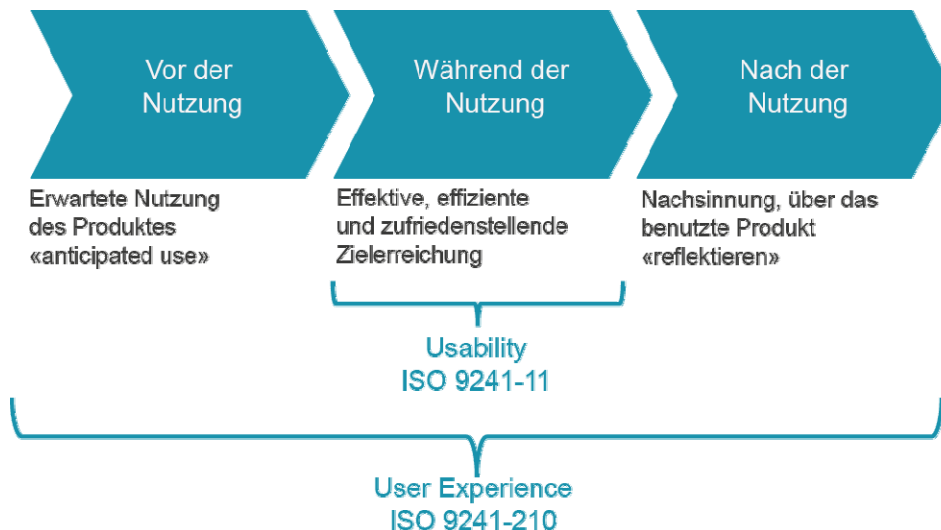 Vor der
Nutzung
Während der
Nutzung
Nach der
Nutzung
Erwartete Nutzung
des Produktes
«anticipated use»
Effektive, effiziente
und zufriedenstellende
Zielerreichung
Nachsinnung, über das
benutzte Produkt
«reflektieren»
Usability
ISO 9241-11
User Experience
ISO 9241-210